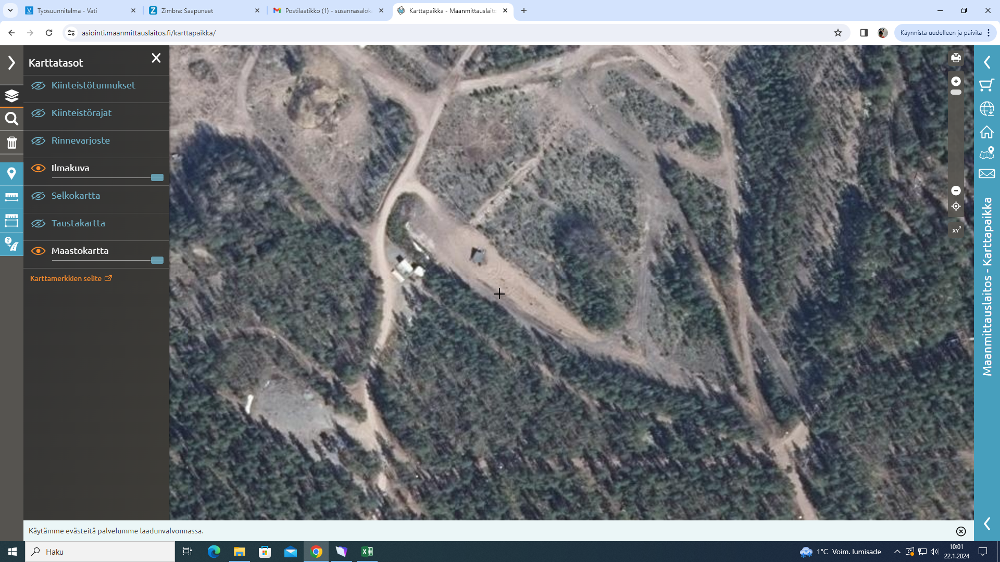 Työsuunnitelma - Vati
Zimbra: Saapuneet
Postilaatikko (1) - susannasalok
Karttapaikka - Maanmittauslaito
asiointi.maanmittauslaitos.fi/karttapaikka/
Käynnistä uudelleen ja päivitä
Karttatasot
Kiinteistötunnukset
Kiinteistörajat
Rinnevarjoste
Ilmakuva
Selkokartta
Taustakartta
Maastokartta
Karttamerkkien selite
XY°
Maanmittauslaitos - Karttapaikka
Käytämme evästeitä palvelumme laadunvalvonnassa.
Haku
1°C Voim. lumisade
10:01
22.1.2024